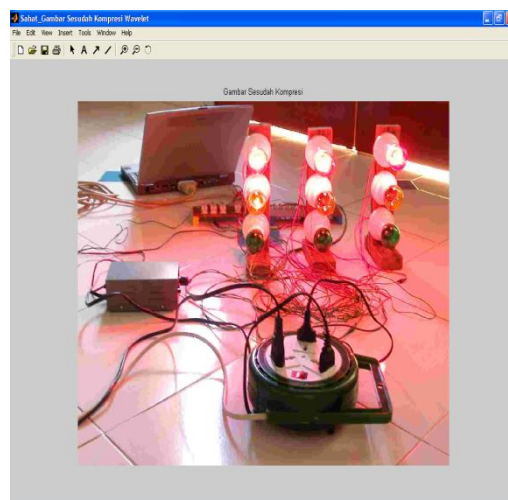 Sahat_Gambar Sesudah Kompresi Wavelet
File Edit View Insert Tools Window Help
A
Gambar Sesudah Kompresi